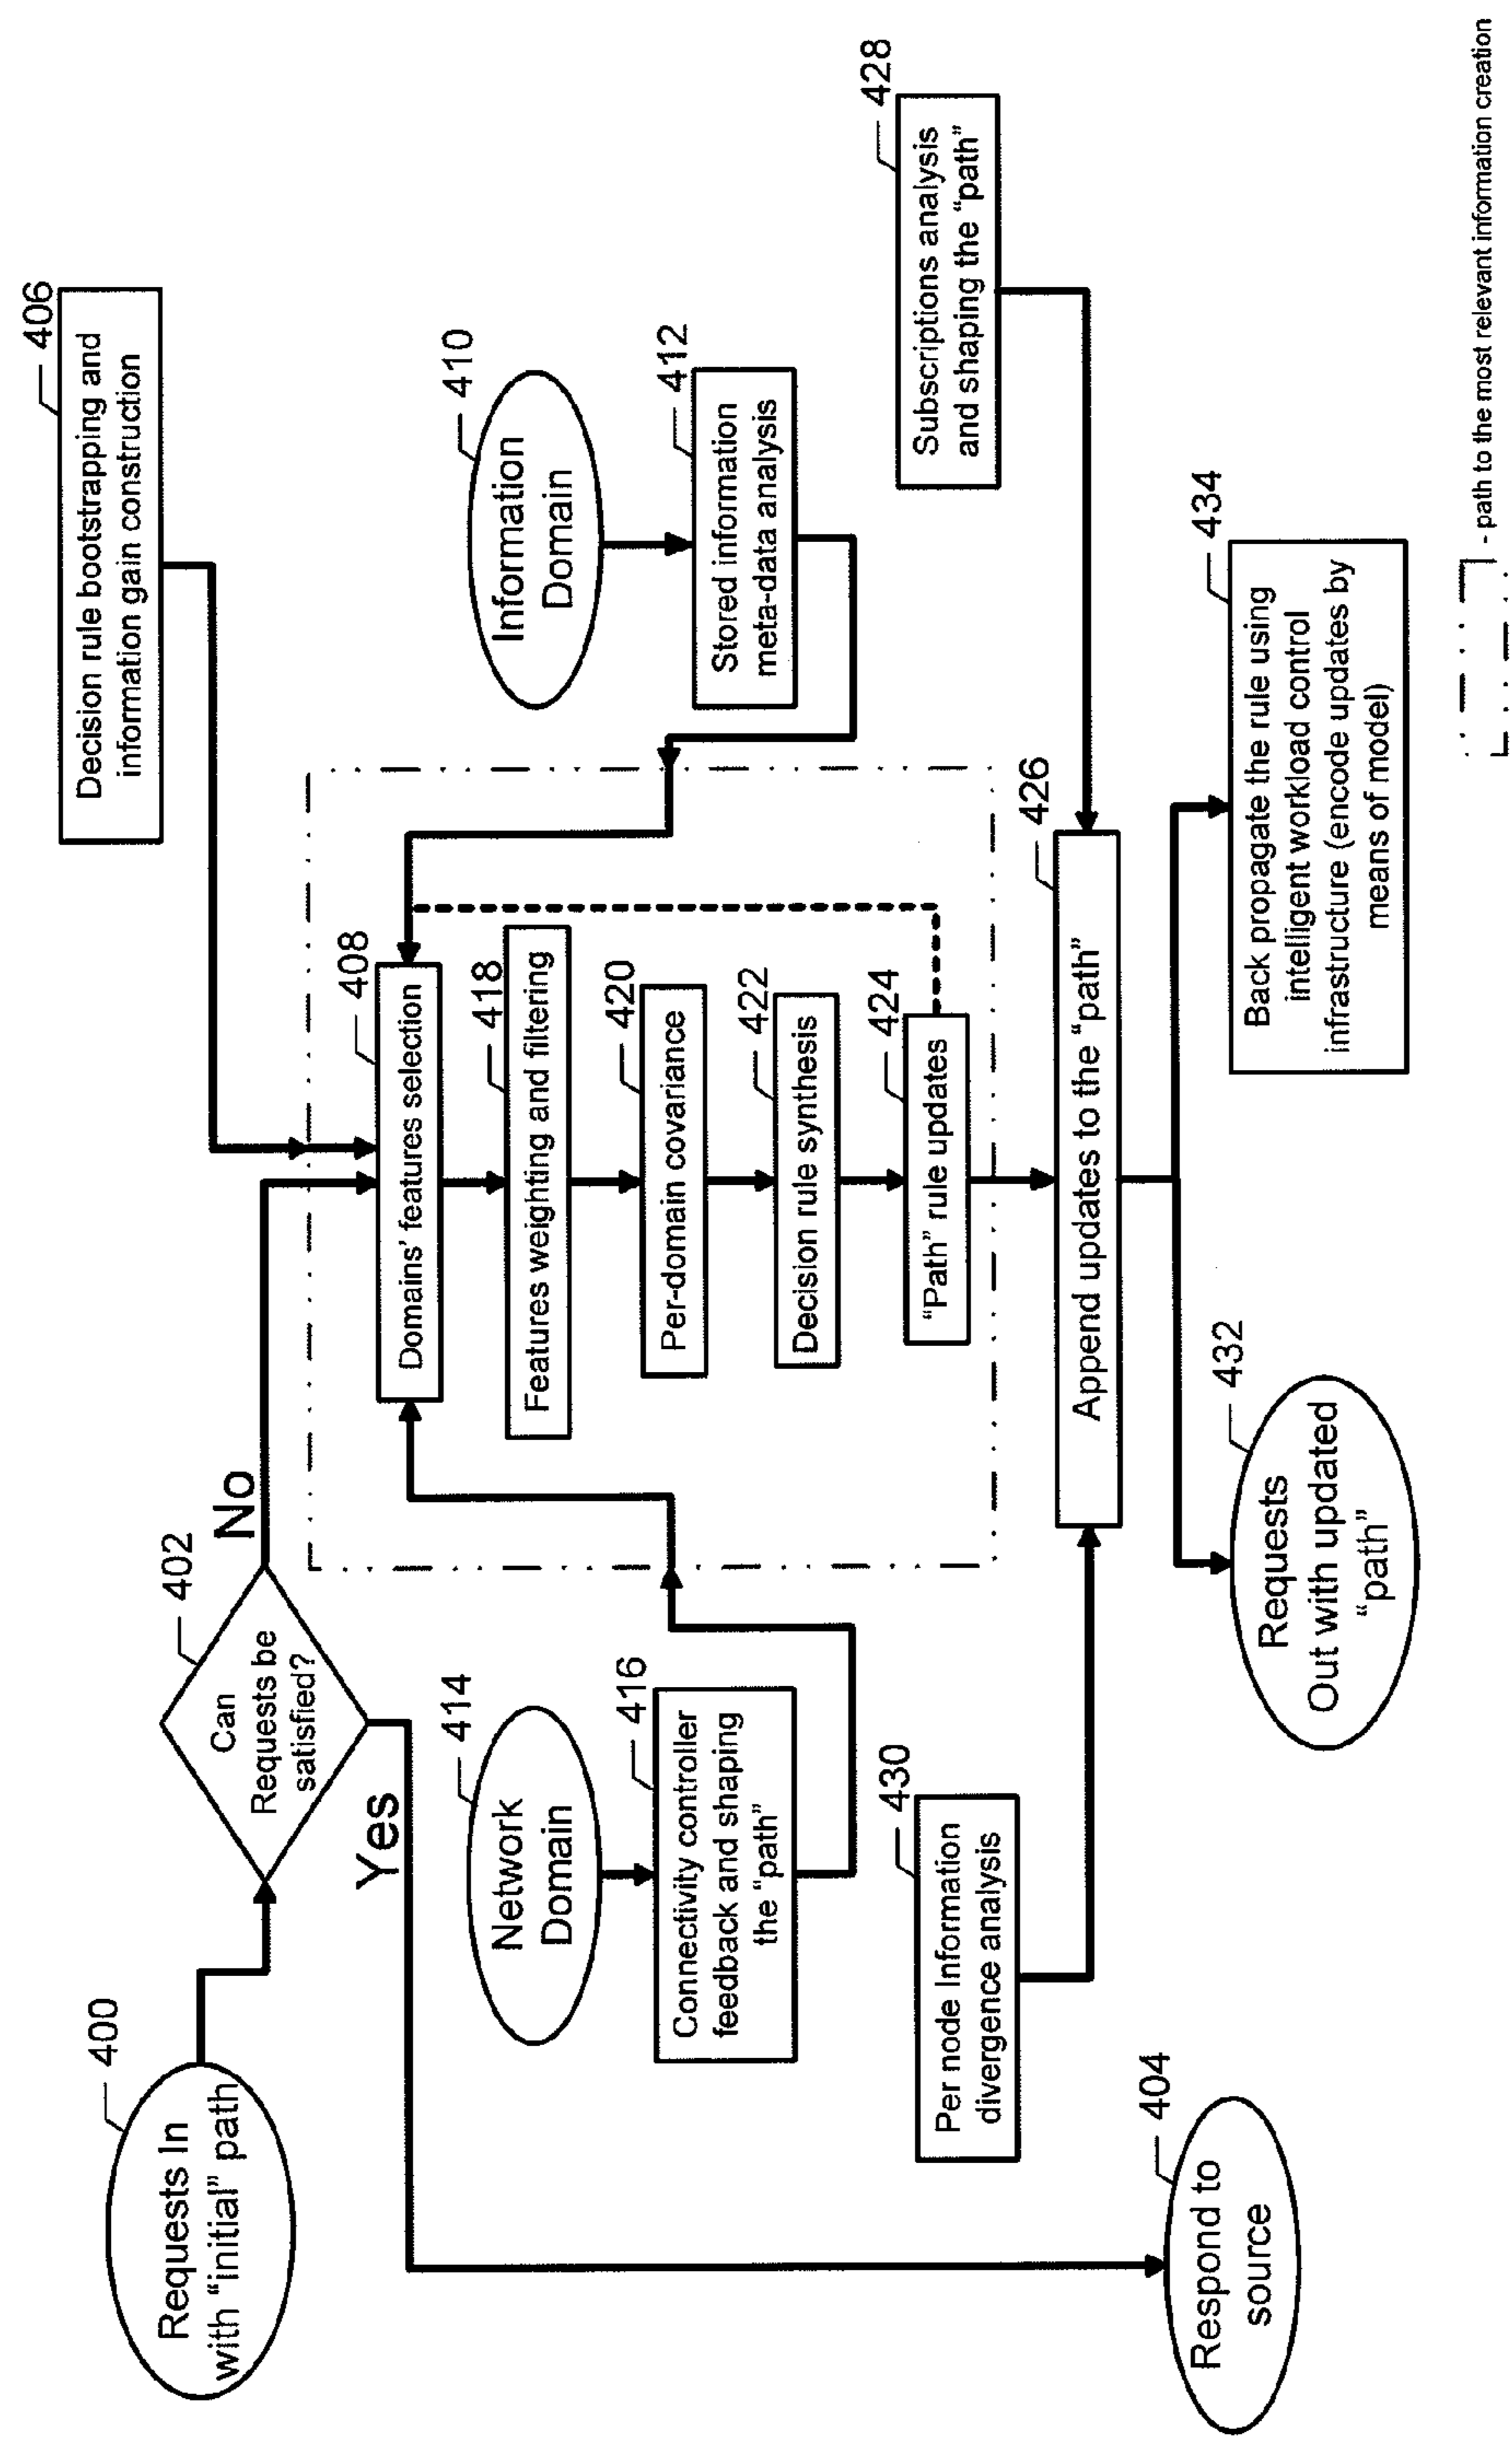 400
Requests In
with "initial" path
402
Can
Requests be
satisfied?
No
Yes
404
Respond to
source
406
Decision rule bootstrapping and
information gain construction
408
Domains' features selection
410
Information
Domain
412
Stored information
meta-data analysis
414
Network
Domain
416
Connectivity controller
feedback and shaping
the "path"
418
Features weighting and filtering
420
Per-domain covariance
422
Decision rule synthesis
424
"Path" rule updates
426
Append updates to the "path"
428
Subscriptions analysis
and shaping the "path"
430
Per node Information
divergence analysis
432
Requests
Out with updated
"path"
434
Back propagate the rule using
intelligent workload control
infrastructure (encode updates by
means of model)
- path to the most relevant information creation